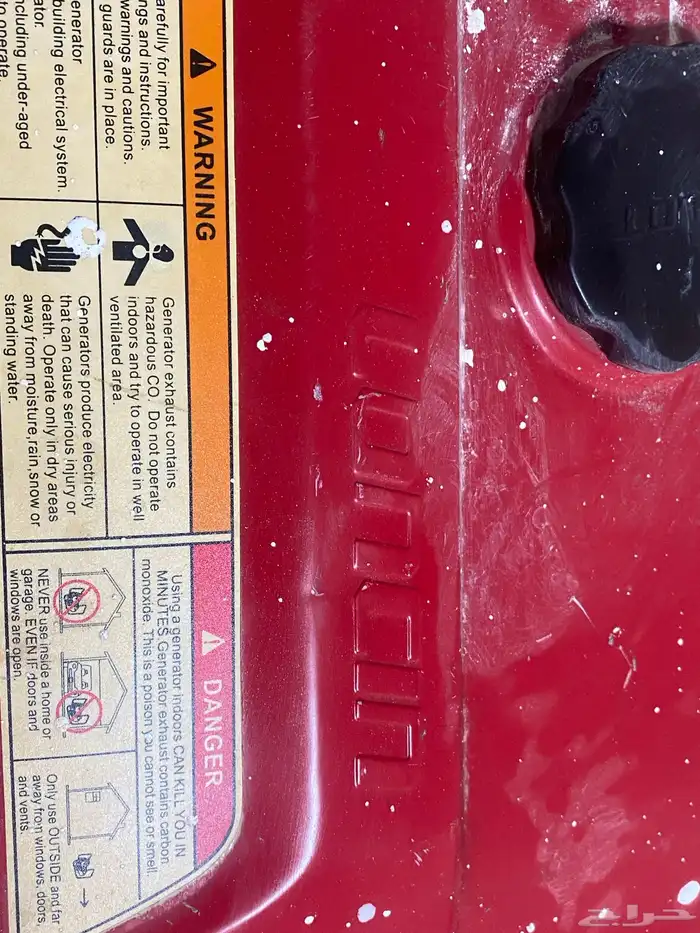 WARNING
arefully for important
ngs and instructions.
warnings and cautions.
guards are in place.
Generator exhaust contains
hazardous CO. Do not operate
indoors and try to operate in well
ventilated area.
enerator
building electrical system.
ator.
ncluding under-aged
to operate.
Generators produce electricity
that can cause serious injury or
death. Operate only in dry areas
away from moisture,rain,snow or
standing water.
DANGER
Using a generator indoors CAN KILL YOU IN
MINUTES.Generator exhaust contains carbon
monoxide. This is a poison you cannot see or smell.
NEVER use inside a home or
garage. EVEN IF doors and
windows are open.
Only use OUTSIDE and far
away from windows, doors,
and vents.
Loncin
حراج